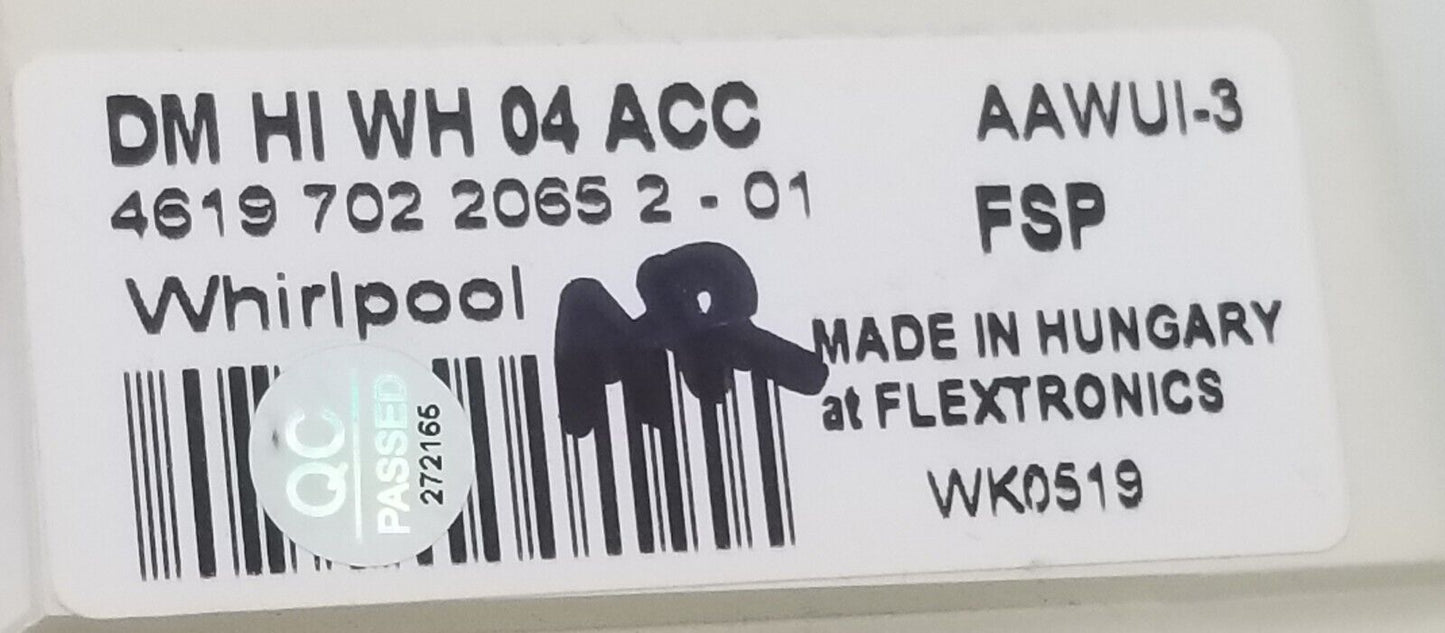 DM HI WH 04 ACC
4619 702 2065 2 - 01
Whirlpool
AAWUI-3
FSP
MADE IN HUNGARY
at FLEXTRONICS
WK0519
QC
PASSED
272166